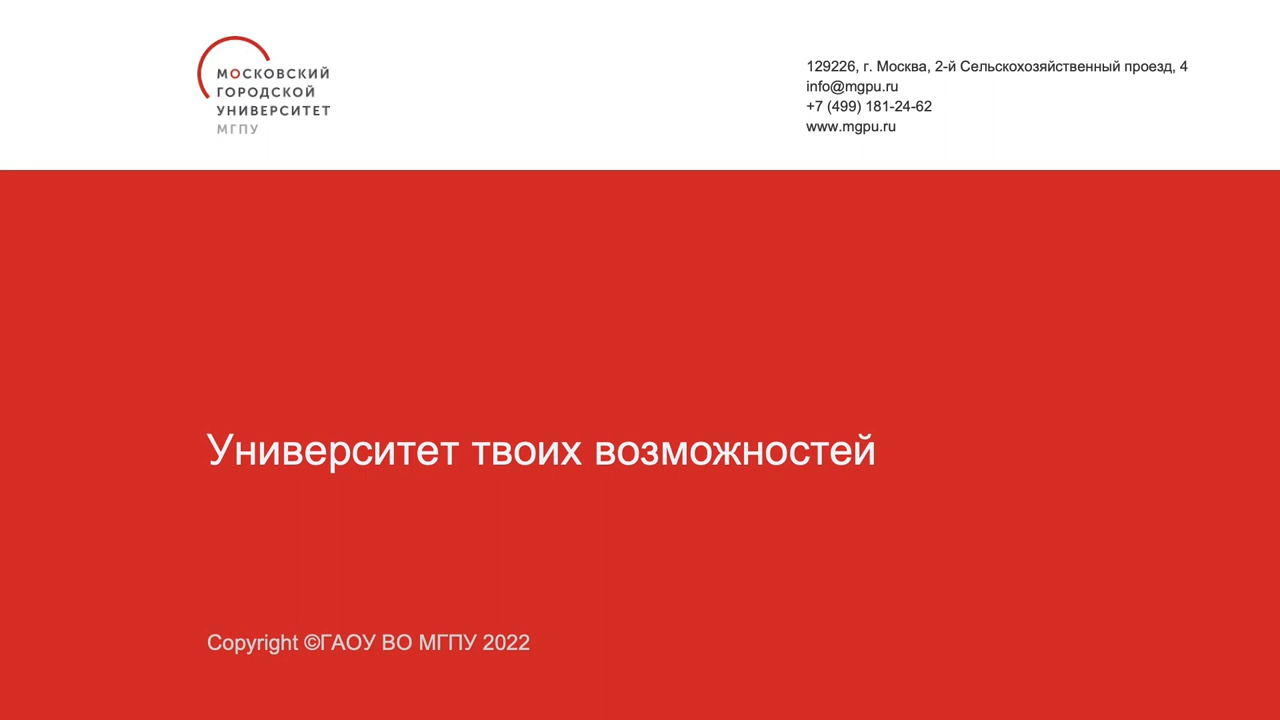 МОСКОВСКИЙ
ГОРОДСКОЙ
УНИВЕРСИТЕТ
МГПУ
129226, г. Москва, 2-й Сельскохозяйственный проезд, 4
info@mgpu.ru
+7 (499) 181-24-62
www.mgpu.ru
Университет твоих возможностей
Copyright ©ГАОУ ВО МГПУ 2022